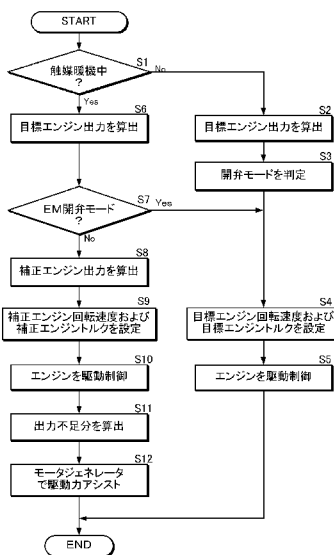 START
S1
触媒暖機中
?
No
Yes
S6
目標エンジン出力を算出
S2
目標エンジン出力を算出
S3
開弁モードを判定
S7
EM開弁モード
?
Yes
No
S8
補正エンジン出力を算出
S9
補正エンジン回転速度および
補正エンジントルクを設定
S4
目標エンジン回転速度および
目標エンジントルクを設定
S10
エンジンを駆動制御
S5
エンジンを駆動制御
S11
出力不足分を算出
S12
モータジェネレータ
で駆動力アシスト
END